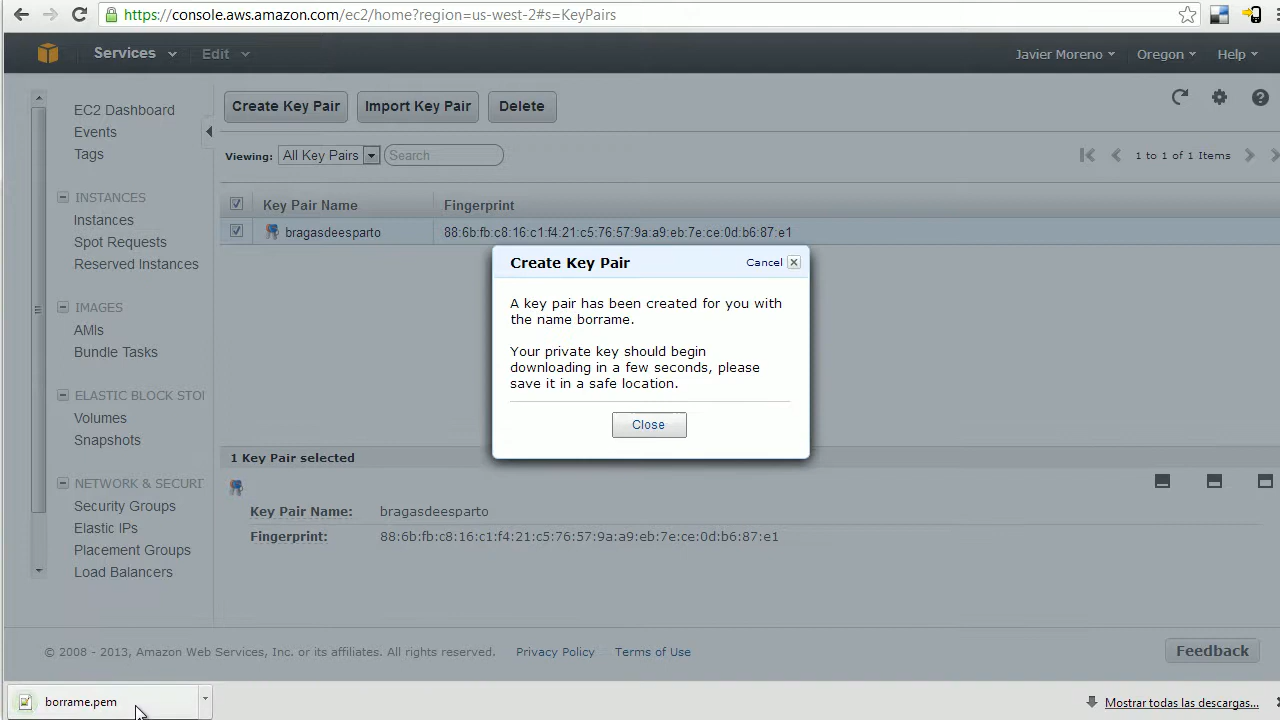 https://console.aws.amazon.com/ec2/home?region=us-west-2#s=KeyPairs
Services Edit Javier Moreno Oregon Help
EC2 Dashboard
Events
Tags
INSTANCES
Instances
Spot Requests
Reserved Instances
IMAGES
AMIs
Bundle Tasks
ELASTIC BLOCK STO
Volumes
Snapshots
NETWORK & SECURI
Security Groups
Elastic IPs
Placement Groups
Load Balancers
Create Key Pair Import Key Pair Delete
Viewing: All Key Pairs Search 1 to 1 of 1 Items
Key Pair Name Fingerprint
bragasdeesparto 88:6b:fb:c8:16:c1:f4:21:c5:76:57:9a:a9:eb:7e:ce:0d:b6:87:e1
Create Key Pair Cancel
A key pair has been created for you with
the name borrame.
Your private key should begin
downloading in a few seconds, please
save it in a safe location.
Close
1 Key Pair selected
Key Pair Name: bragasdeesparto
Fingerprint: 88:6b:fb:c8:16:c1:f4:21:c5:76:57:9a:a9:eb:7e:ce:0d:b6:87:e1
© 2008 - 2013, Amazon Web Services, Inc. or its affiliates. All rights reserved. Privacy Policy Terms of Use Feedback
borrame.pem Mostrar todas las descargas...